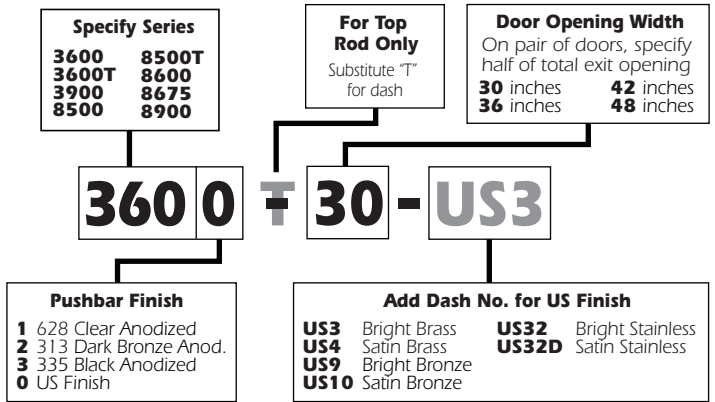 Specify Series
3600 8500T
3600T 8600
3900 8675
8500 8900
For Top
Rod Only
Substitute "T"
for dash
Door Opening Width
On pair of doors, specify
half of total exit opening
30 inches 42 inches
36 inches 48 inches
360 0 - T 30 - US3
Pushbar Finish
1 628 Clear Anodized
2 313 Dark Bronze Anod.
3 335 Black Anodized
0 US Finish
Add Dash No. for US Finish
US3 Bright Brass US32 Bright Stainless
US4 Satin Brass US32D Satin Stainless
US9 Bright Bronze
US10 Satin Bronze